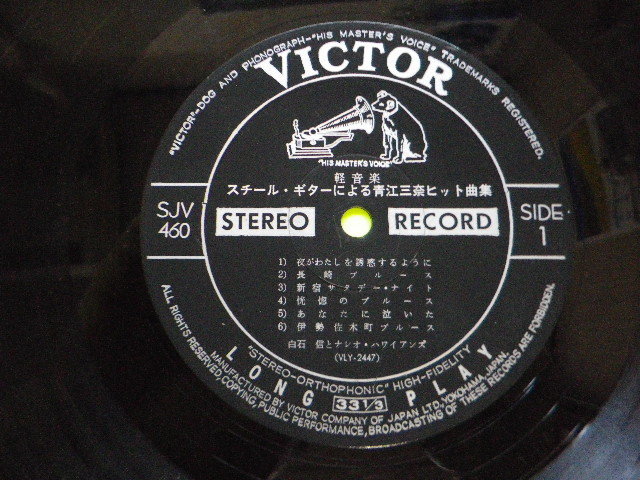 "VICTOR"–DOG AND PHONOGRAPH–"HIS MASTER'S VOICE" TRADEMARKS REGISTERED.
VICTOR
"HIS MASTER'S VOICE"
軽音楽
スチール・ギターによる青江三奈ヒット曲集
SJV
460
STEREO RECORD
SIDE
1
1) 夜がわたしを誘惑するように
2) 長崎ブルース
3) 新宿サタデー・ナイト
4) 恍惚のブルース
5) あなたに泣いた
6) 伊勢佐木町ブルース
白石 信とナレオ・ハワイアンズ
(VLY-2447)
"STEREO-ORTHOPHONIC" HIGH-FIDELITY
LONG 33 1/3 PLAY
ALL RIGHTS RESERVED, COPYING, PUBLIC PERFORMANCE, BROADCASTING OF THESE RECORDS ARE FORBIDDEN.
MANUFACTURED BY VICTOR COMPANY OF JAPAN LTD. YOKOHAMA, JAPAN.